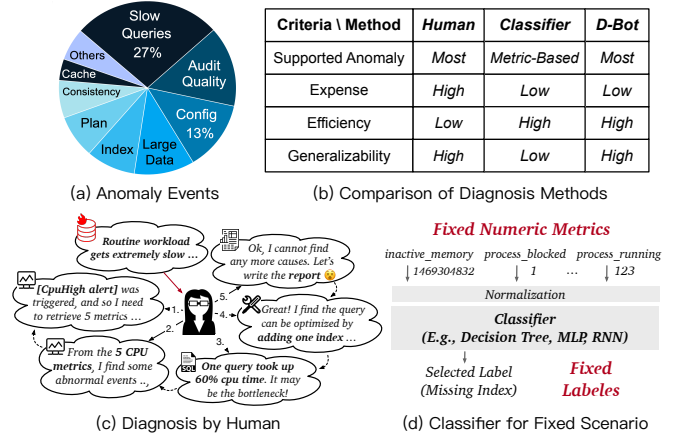 Slow
Queries
27%
Audit
Quality
Config
13%
Large
Data
Index
Plan
Consistency
Cache
Others
(a) Anomaly Events
Criteria \ Method Human Classifier D-Bot
Supported Anomaly Most Metric-Based Most
Expense High Low Low
Efficiency Low High High
Generalizability High Low High
(b) Comparison of Diagnosis Methods
Routine workload
gets extremely slow ...
[CpuHigh alert] was
triggered, and so I need
to retrieve 5 metrics ...
1.
2.
From the 5 CPU
metrics, I find some
abnormal events ..,
3.
SQL
One query took up
60% cpu time. It may
be the bottleneck!
4.
Great! I find the query
can be optimized by
adding one index ...
5.
Ok, I cannot find
any more causes. Let's
write the report 😲
(c) Diagnosis by Human
Fixed Numeric Metrics
inactive_memory process_blocked process_running
1469304832 1 ... 123
Normalization
Classifier
(E.g., Decision Tree, MLP, RNN)
Selected Label
(Missing Index)
Fixed
Labeles
(d) Classifier for Fixed Scenario